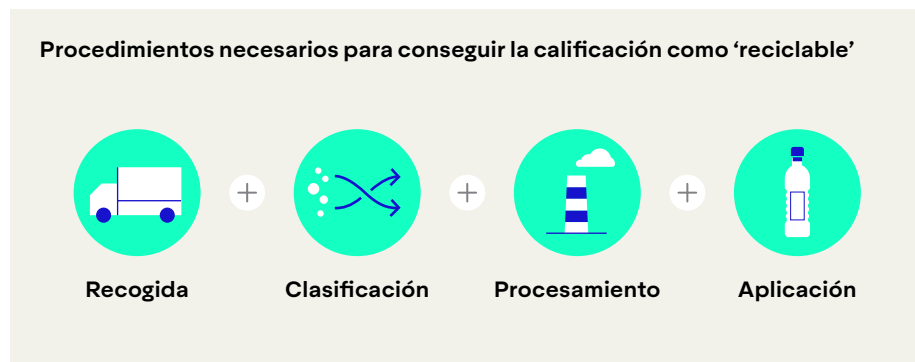 Procedimientos necesarios para conseguir la calificación como ‘reciclable’
Recogida
Clasificación
Procesamiento
Aplicación